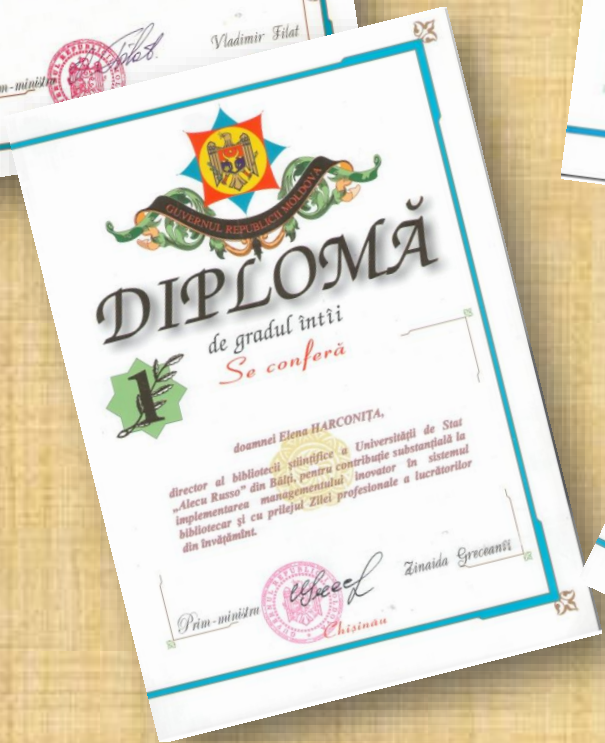 Vladimir Filat
GUVERNUL REPUBLICII MOLDOVA
DIPLOMĂ
de gradul întîi
Se conferă
1
doamnei Elena HARCONIȚA,
director al bibliotecii științifice a Universității de Stat
„Alecu Russo” din Bălți, pentru contribuție substanțială la
implementarea managementului inovator în sistemul
bibliotecar și cu prilejul Zilei profesionale a lucrătorilor
din învățămînt.
Prim-ministru
Zinaida Greceanîi
Chișinău